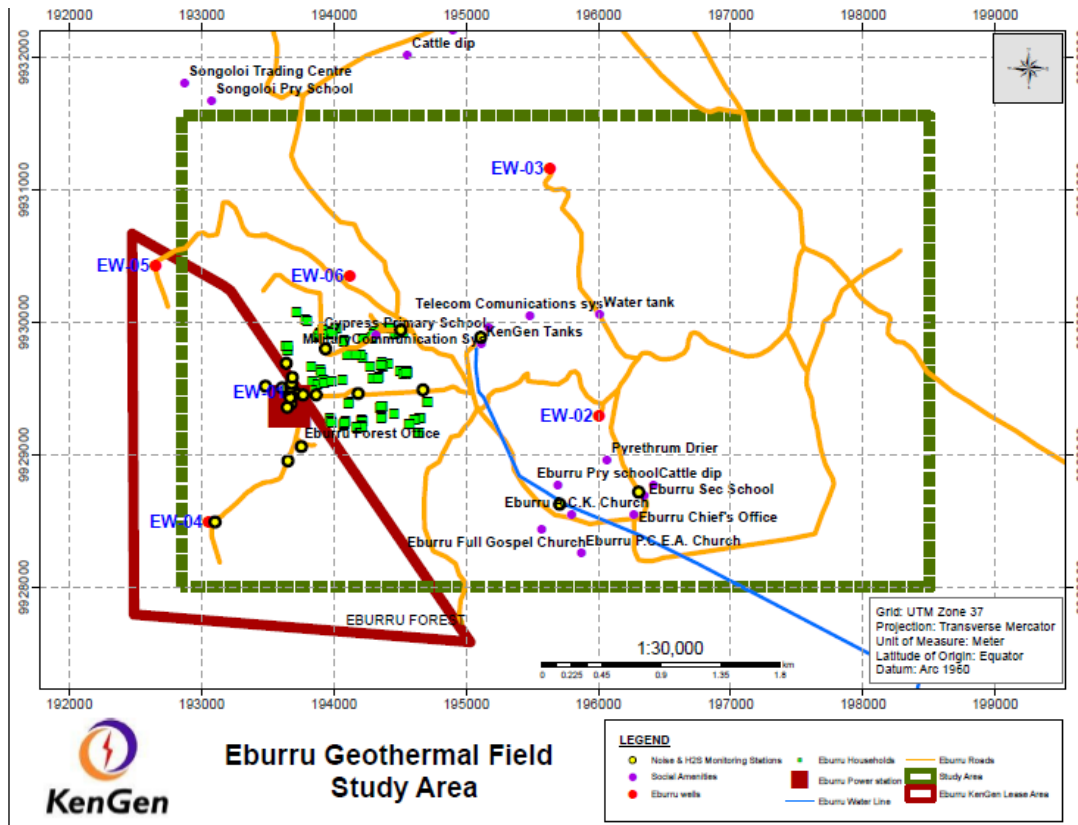 192000 193000 194000 195000 196000 197000 198000 199000
9932000
9931000
9930000
9929000
9928000
Cattle dip
Songoloi Trading Centre
Songoloi Pry School
EW-03
EW-05
EW-06
Telecom Comunications sys
Water tank
Cypress Primary School
KenGen Tanks
Military Communication Sys
EW-01
EW-02
Eburru Forest Office
Pyrethrum Drier
Eburru Pry school
Cattle dip
Eburru Sec School
Eburru A.C.K. Church
EW-04
Eburru Chief's Office
Eburru Full Gospel Church
Eburru P.C.E.A. Church
EBURRU FOREST
1:30,000
0 0.225 0.45 0.9 1.35 1.8 km
Grid: UTM Zone 37
Projection: Transverse Mercator
Unit of Measure: Meter
Latitude of Origin: Equator
Datum: Arc 1960
192000 193000 194000 195000 196000 197000 198000 199000
KenGen
Eburru Geothermal Field
Study Area
LEGEND
Noise & H2S Monitoring Stations
Social Amenities
Eburru wells
Eburru Households
Eburru Power station
Eburru Water Line
Eburru Roads
Study Area
Eburru KenGen Lease Area